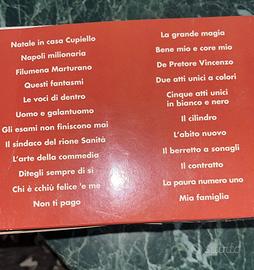 Natale in casa Cupiello
Napoli milionaria
Filumena Marturano
Questi fantasmi
Le voci di dentro
Uomo e galantuomo
Gli esami non finiscono mai
Il sindaco del rione Sanità
L'arte della commedia
Ditegli sempre di sì
Chi è cchiù felice 'e me
Non ti pago
La grande magia
Bene mio e core mio
De Pretore Vincenzo
Due atti unici a colori
Cinque atti unici
in bianco e nero
Il cilindro
L'abito nuovo
Il berretto a sonagli
Il contratto
La paura numero uno
Mia famiglia
subito